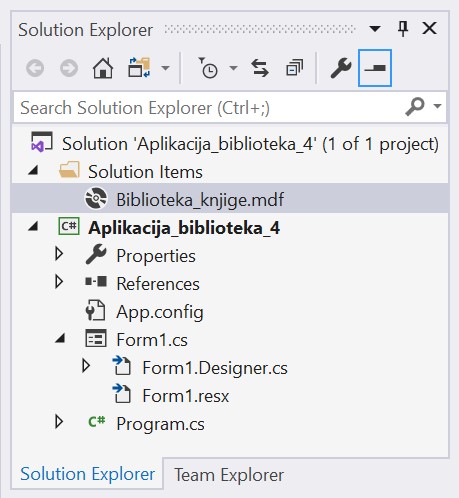 Solution Explorer
Search Solution Explorer (Ctrl+;)
Solution 'Aplikacija_biblioteka_4' (1 of 1 project)
Solution Items
Biblioteka_knjige.mdf
C# Aplikacija_biblioteka_4
Properties
References
App.config
Form1.cs
Form1.Designer.cs
Form1.resx
C# Program.cs
Solution Explorer Team Explorer